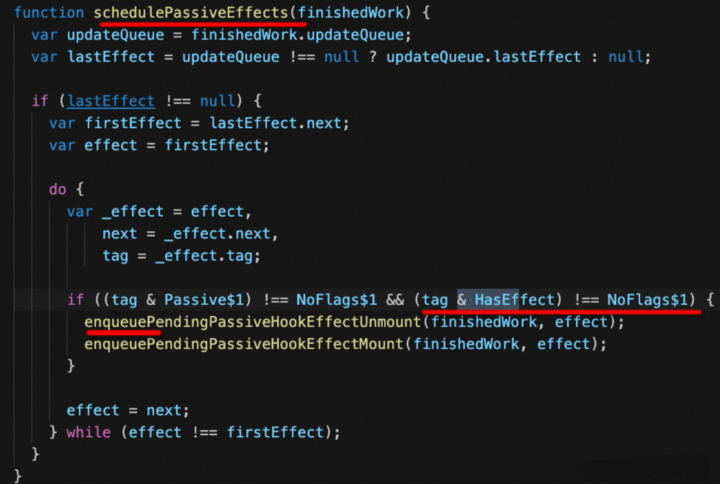 function schedulePassiveEffects(finishedWork) {
  var updateQueue = finishedWork.updateQueue;
  var lastEffect = updateQueue !== null ? updateQueue.lastEffect : null;

  if (lastEffect !== null) {
    var firstEffect = lastEffect.next;
    var effect = firstEffect;

    do {
      var _effect = effect,
          next = _effect.next,
          tag = _effect.tag;

      if ((tag & Passive$1) !== NoFlags$1 && (tag & HasEffect) !== NoFlags$1) {
        enqueuePendingPassiveHookEffectUnmount(finishedWork, effect);
        enqueuePendingPassiveHookEffectMount(finishedWork, effect);
      }

      effect = next;
    } while (effect !== firstEffect);
  }
}